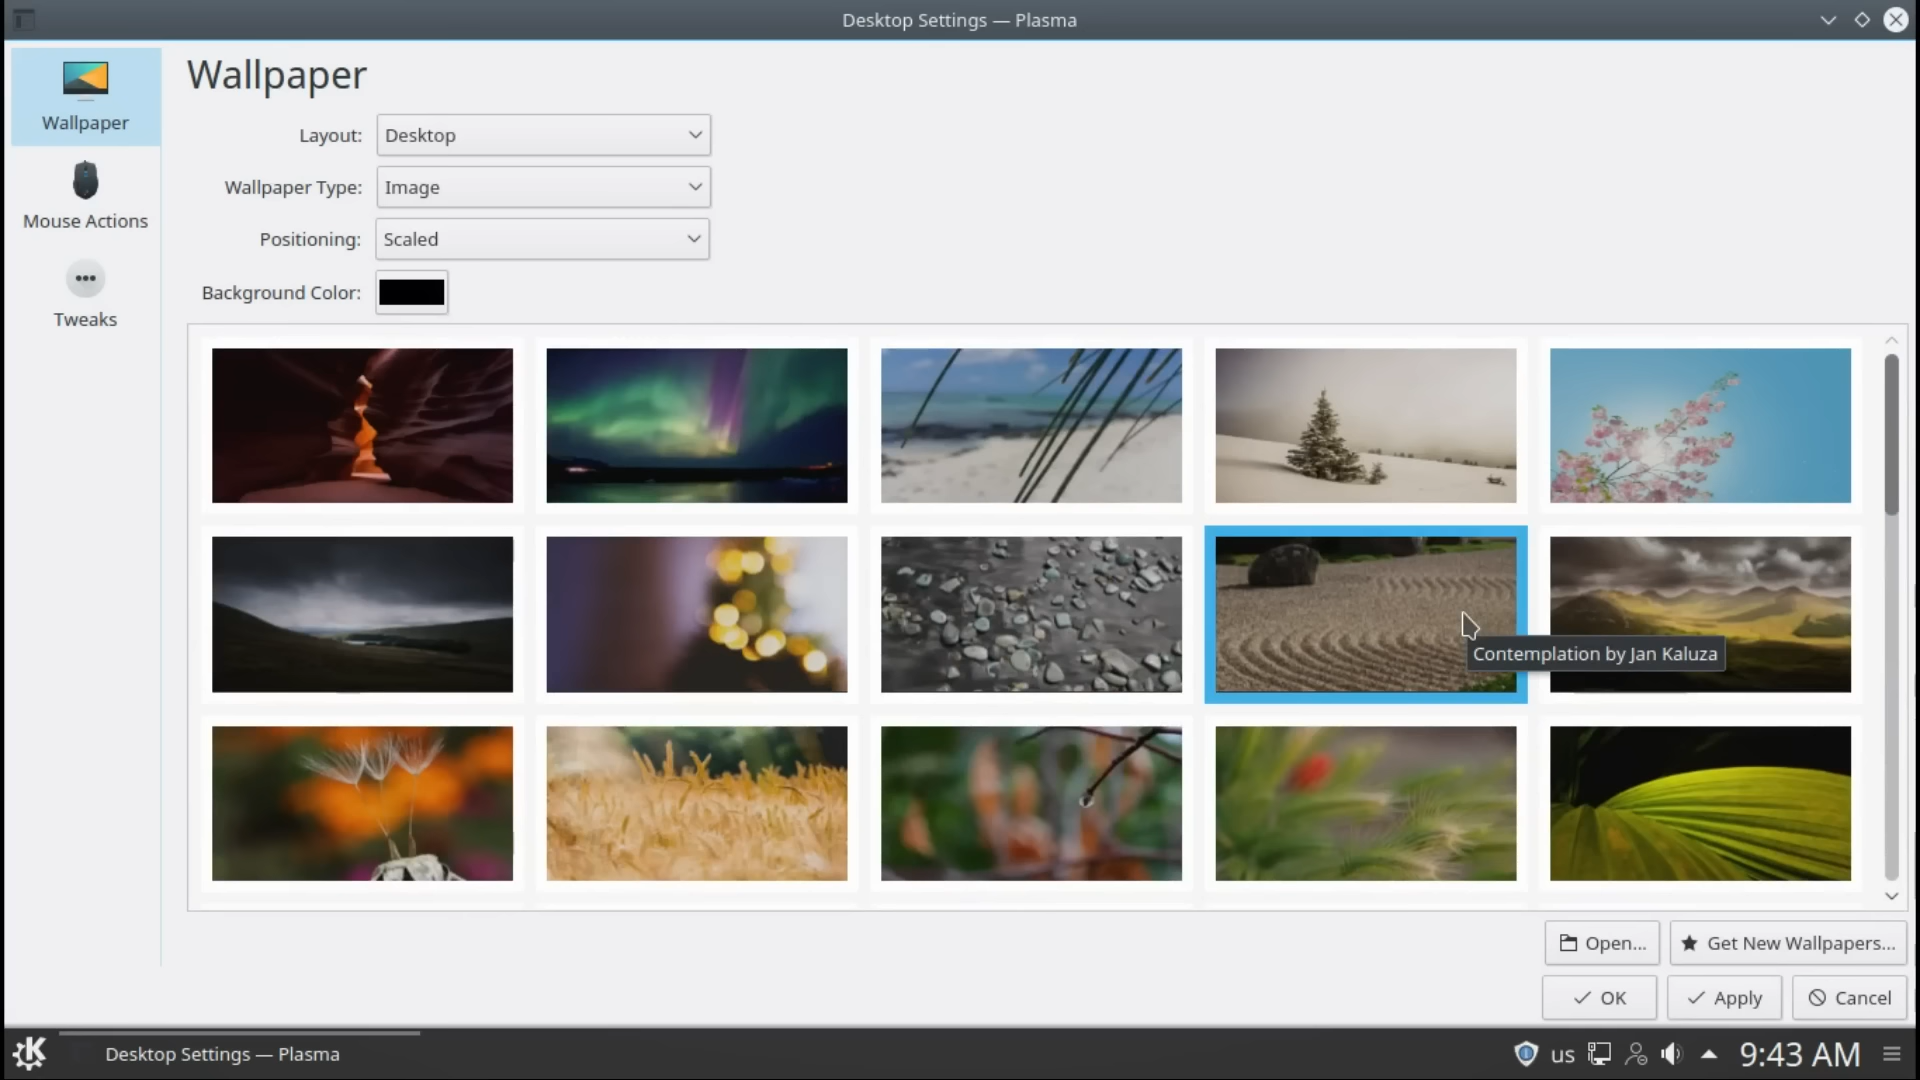 Desktop Settings — Plasma
Wallpaper
Wallpaper
Layout: Desktop
Wallpaper Type: Image
Mouse Actions
Positioning: Scaled
Background Color:
Tweaks
Contemplation by Jan Kaluza
Open... Get New Wallpapers...
OK Apply Cancel
Desktop Settings — Plasma us 9:43 AM